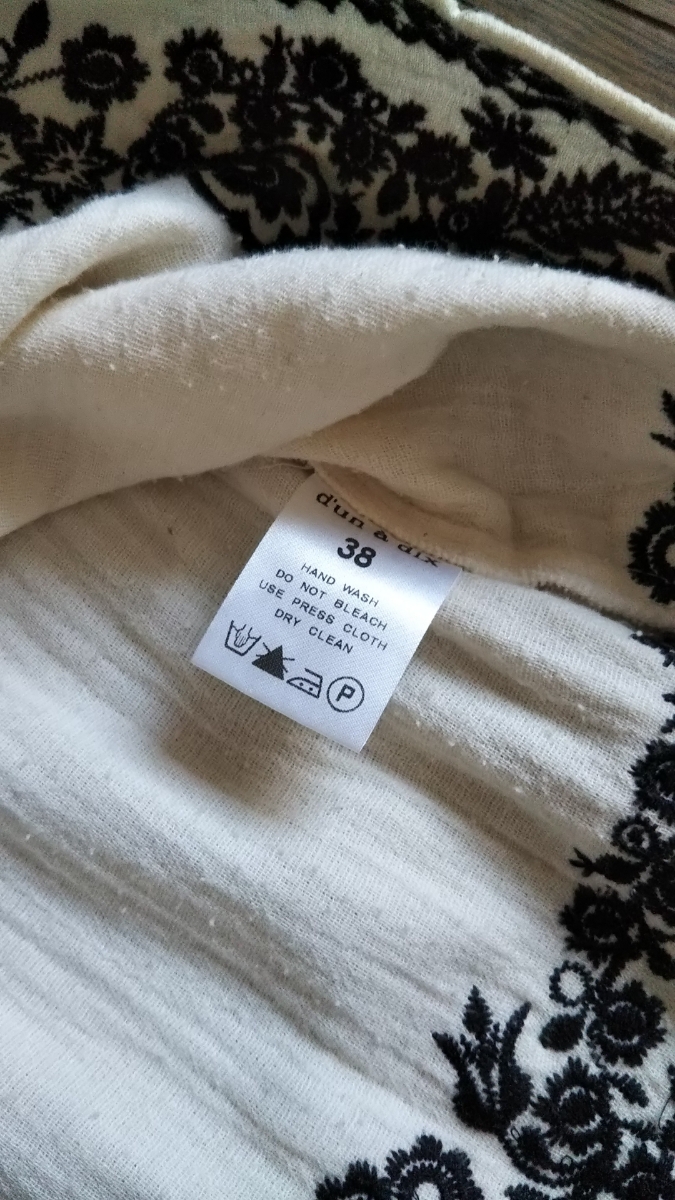 d'un à dix
38
HAND WASH
DO NOT BLEACH
USE PRESS CLOTH
DRY CLEAN
P